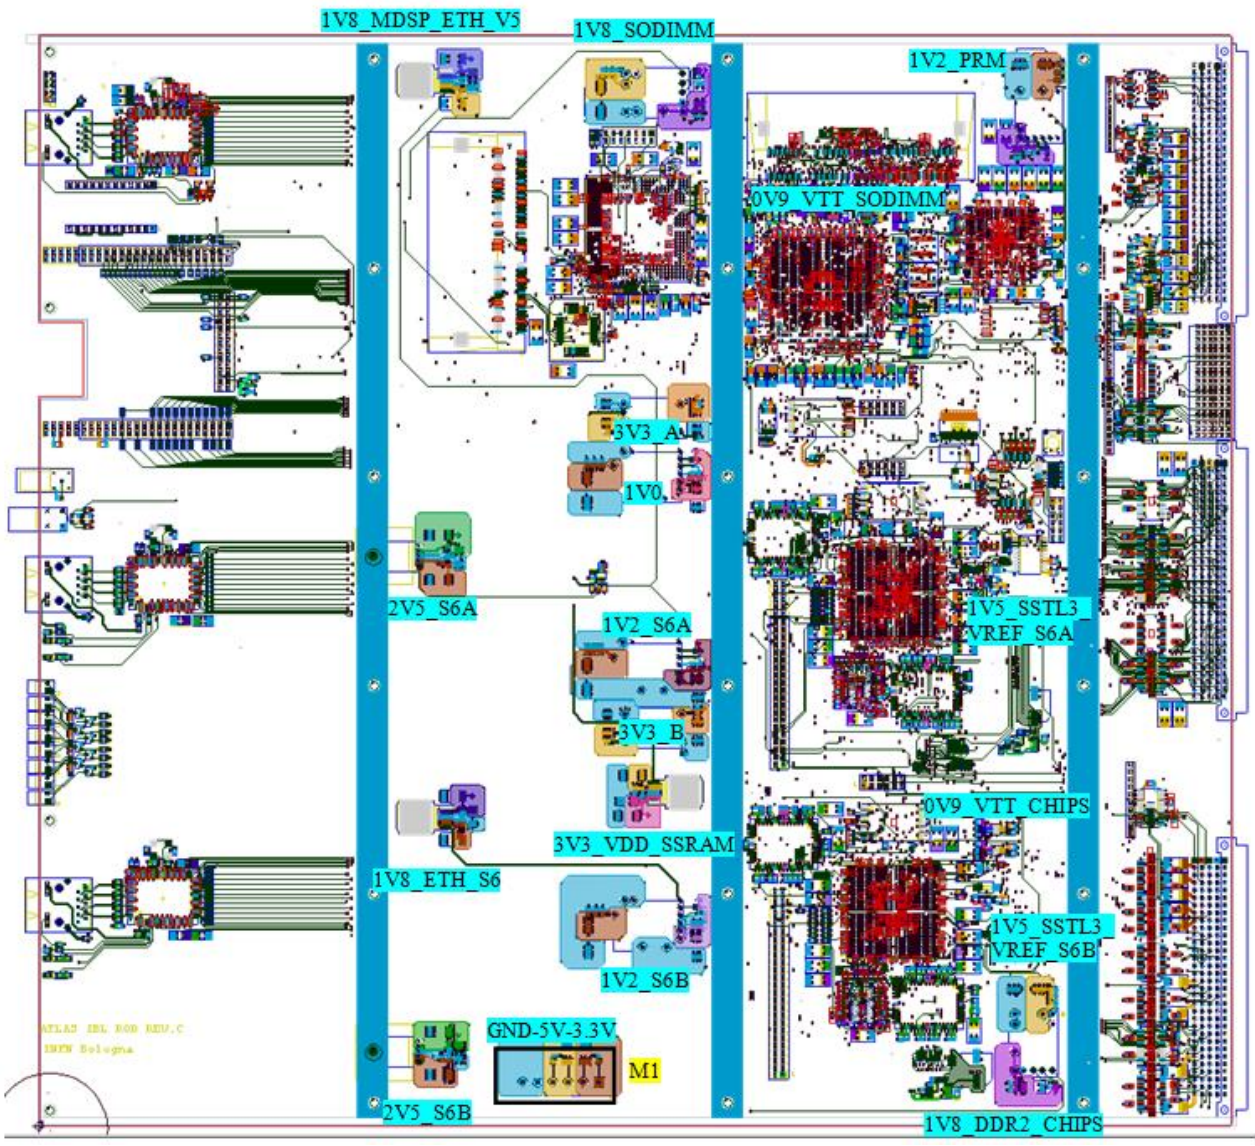 1V8_MDSP_ETH_V5
1V8_SODIMM
1V2_PRM
0V9_VTT_SODIMM
3V3_A
1V0
2V5_S6A
1V2_S6A
1V5_SSTL3_
VREF_S6A
3V3_B
0V9_VTT_CHIPS
3V3_VDD_SSRAM
1V8_ETH_S6
1V5_SSTL3_
VREF_S6B
1V2_S6B
ATLAS IBL ROD REV.C
INFN Bologna
GND-5V-3.3V
M1
2V5_S6B
1V8_DDR2_CHIPS